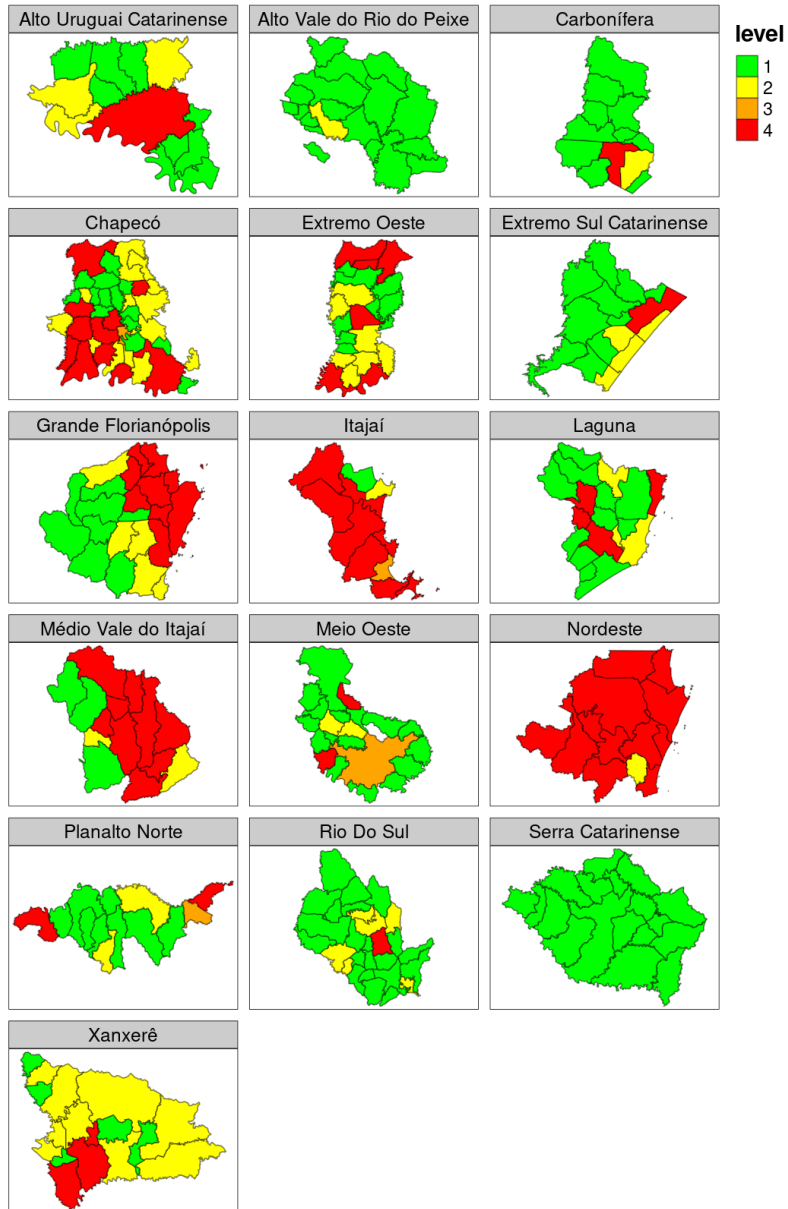 Alto Uruguai Catarinense
Alto Vale do Rio do Peixe
Carbonífera
level
1
2
3
4
Chapecó
Extremo Oeste
Extremo Sul Catarinense
Grande Florianópolis
Itajaí
Laguna
Médio Vale do Itajaí
Meio Oeste
Nordeste
Planalto Norte
Rio Do Sul
Serra Catarinense
Xanxerê